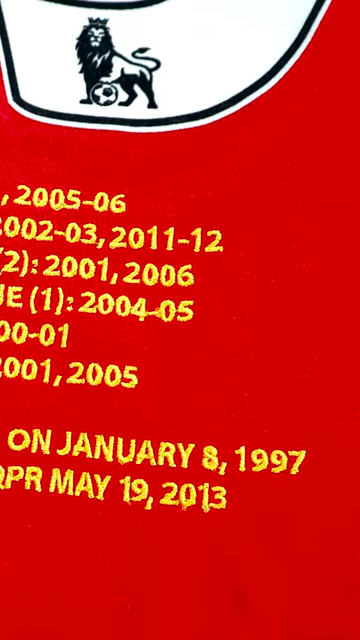 , 2005-06
2002-03, 2011-12
(2): 2001, 2006
UE (1): 2004-05
00-01
2001, 2005
ON JANUARY 8, 1997
QPR MAY 19, 2013